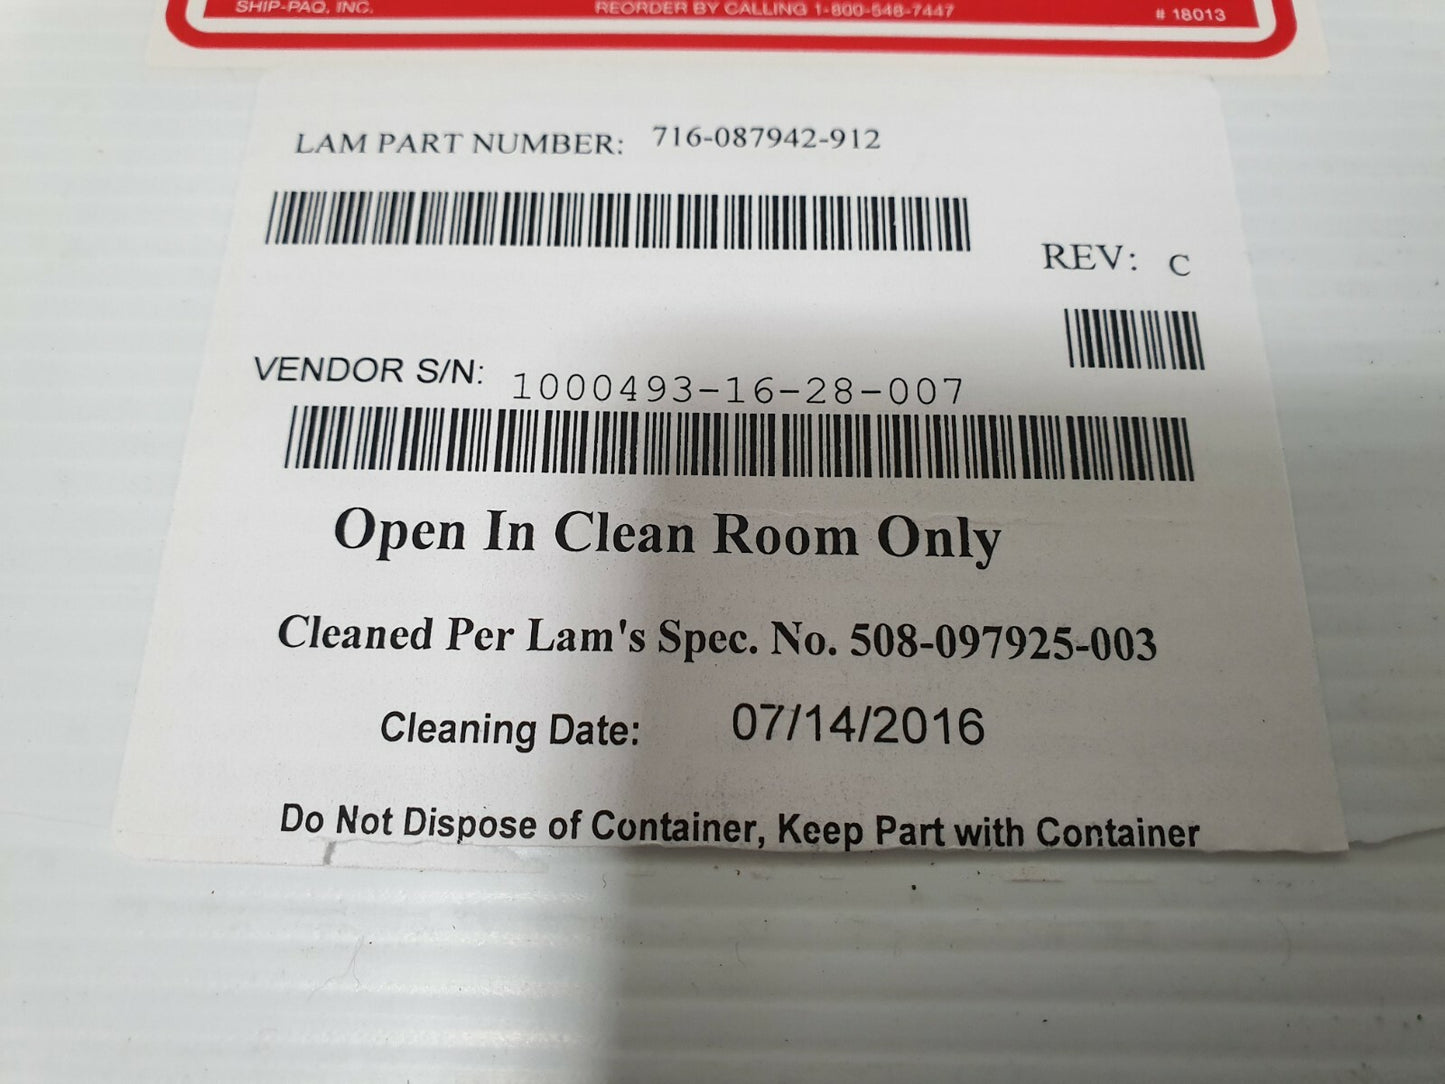 SHIP-PAQ, INC. REORDER BY CALLING 1-800-548-7447 # 18013
LAM PART NUMBER: 716-087942-912
REV: C
VENDOR S/N: 1000493-16-28-007
Open In Clean Room Only
Cleaned Per Lam's Spec. No. 508-097925-003
Cleaning Date: 07/14/2016
Do Not Dispose of Container, Keep Part with Container